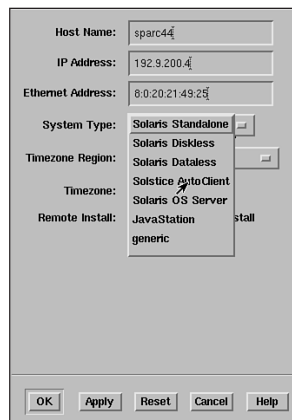 Host Name: sparc44
IP Address: 192.9.200.4
Ethernet Address: 8:0:20:21:49:25
System Type: Solaris Standalone
Solaris Diskless
Timezone Region: Solaris Dataless
Solstice AutoClient
Timezone: Solaris OS Server
Remote Install: JavaStation stall
generic
OK Apply Reset Cancel Help